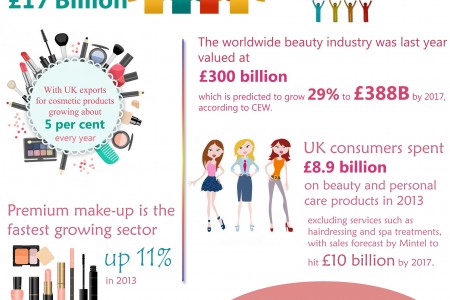 £17 Billion
With UK exports
for cosmetic products
growing about
5 per cent
every year
Premium make-up is the
fastest growing sector
up 11%
in 2013
The worldwide beauty industry was last year
valued at
£300 billion
which is predicted to grow 29% to £388B by 2017,
according to CEW.
UK consumers spent
£8.9 billion
on beauty and personal
care products in 2013
excluding services such as
hairdressing and spa treatments,
with sales forecast by Mintel to
hit £10 billion by 2017.